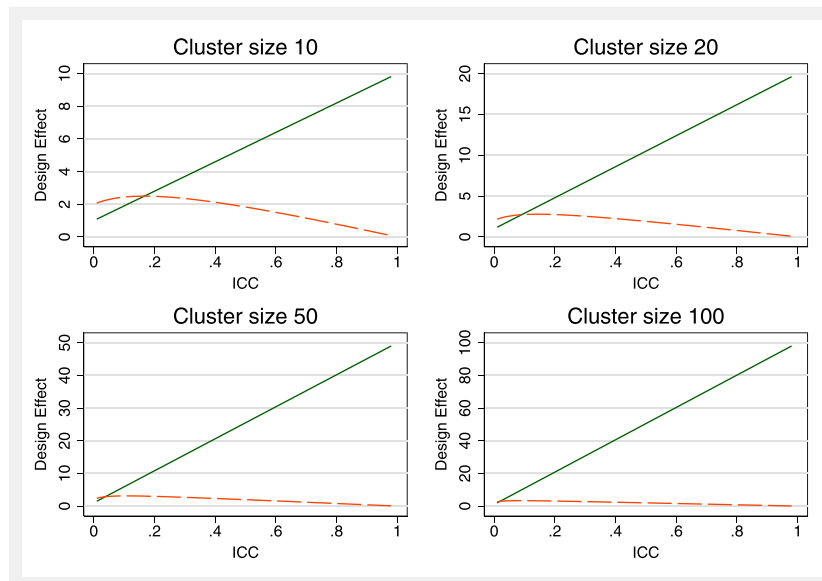 Cluster size 10
Design Effect
10
8
6
4
2
0
0 .2 .4 .6 .8 1
ICC
Cluster size 20
Design Effect
20
15
10
5
0
0 .2 .4 .6 .8 1
ICC
Cluster size 50
Design Effect
50
40
30
20
10
0
0 .2 .4 .6 .8 1
ICC
Cluster size 100
Design Effect
100
80
60
40
20
0
0 .2 .4 .6 .8 1
ICC